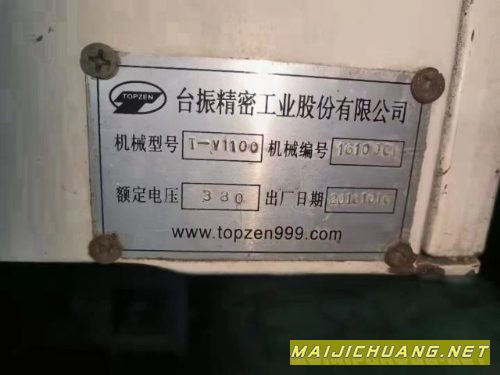 TOPZEN 台振精密工业股份有限公司
机械型号 T-V1100 机械编号
额定电压 380 出厂日期
www.topzen999.com
MAIJICHUANG.NET